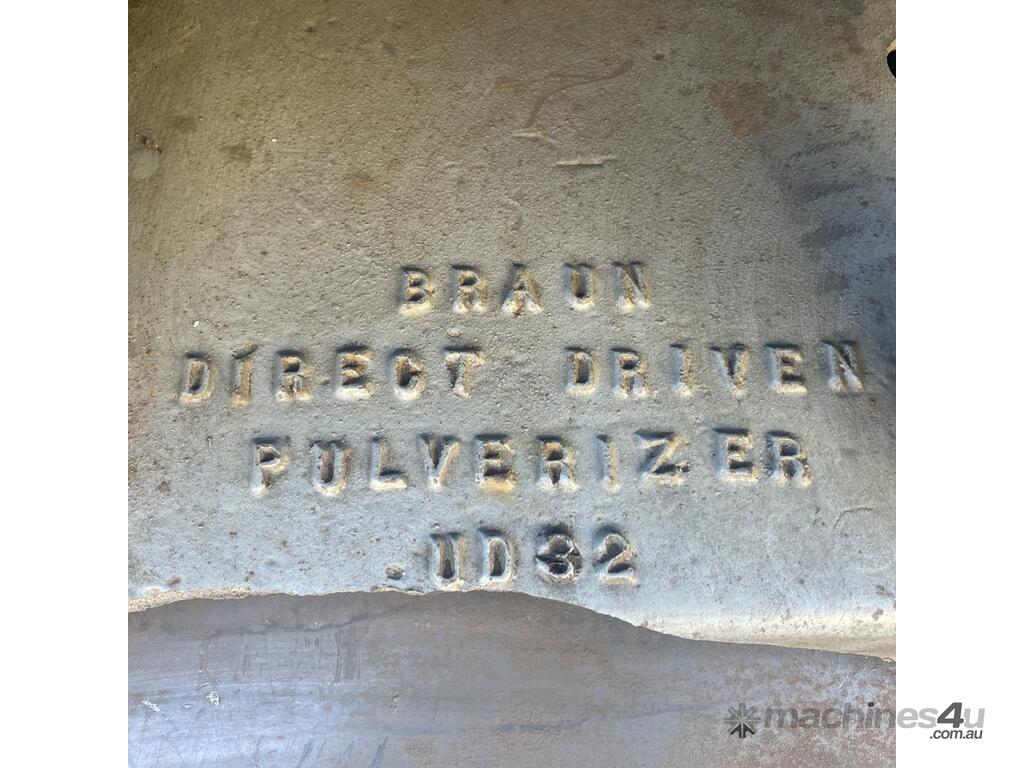 BRAUN
DIRECT DRIVEN
PULVERIZER
UD32
machines4u
.com.au